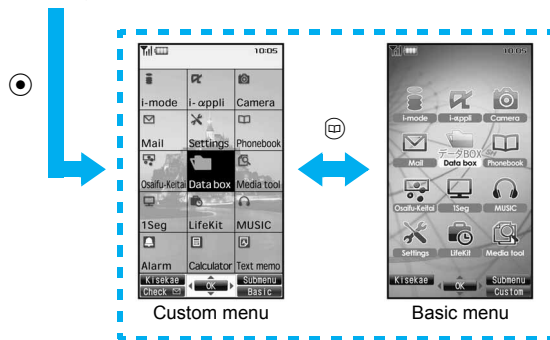 10:05
i-mode i-αppli Camera
Mail Settings Phonebook
Osaifu-Keitai Data box Media tool
1Seg LifeKit MUSIC
Alarm Calculator Text memo
Kisekae Submenu
Check OK Basic
Custom menu
10:05
i-mode i-αppli Camera
データBOX
Mail Data box Phonebook
Osaifu-Keitai 1Seg MUSIC
Settings LifeKit Media tool
Kisekae Submenu
OK Custom
Basic menu